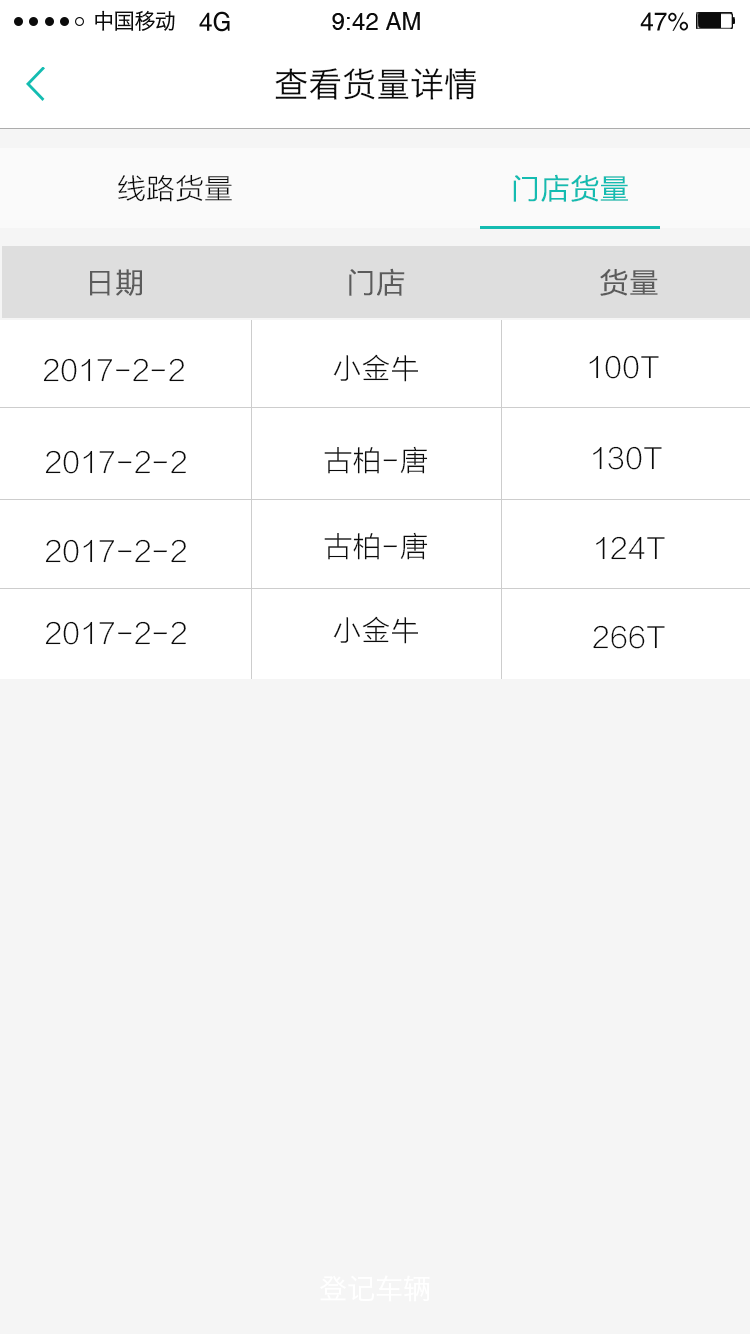 中国移动 4G 9:42 AM 47%
查看货量详情
线路货量 门店货量
日期 门店 货量
2017-2-2 小金牛 100T
2017-2-2 古柏-唐 130T
2017-2-2 古柏-唐 124T
2017-2-2 小金牛 266T
登记车辆